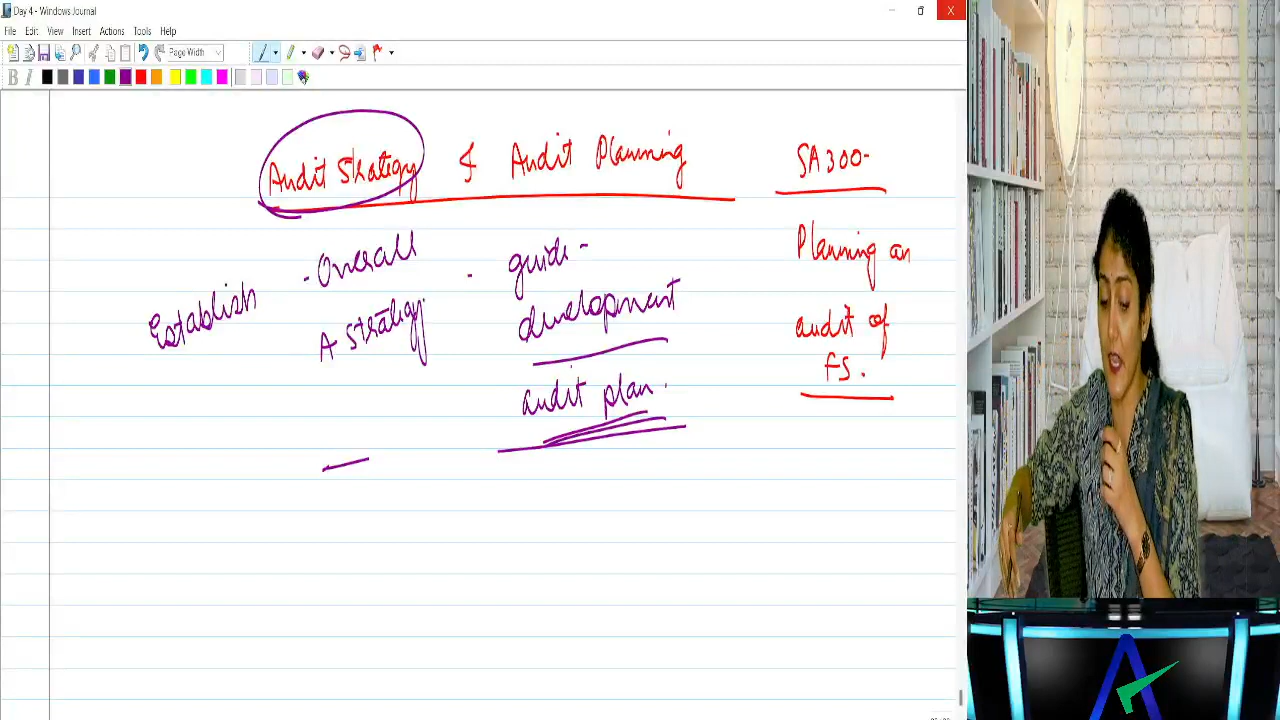 Day 4 - Windows Journal
File Edit View Insert Actions Tools Help
Page Width
B I
Audit Strategy & Audit Planning
SA 300-
Planning an
audit of
FS.
Establish
- Overall
A strategy
· guide -
development
audit plan.